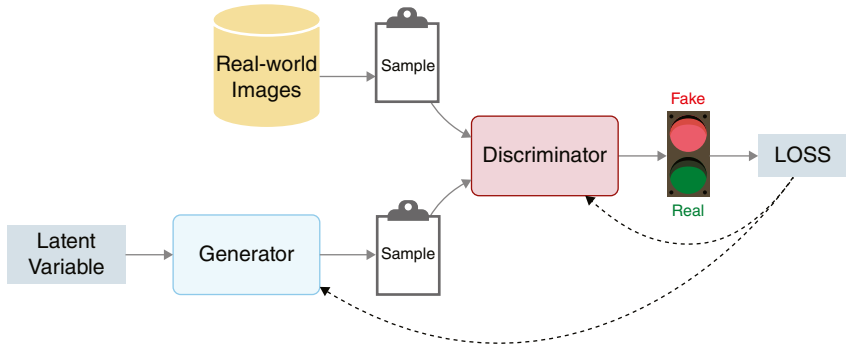 Real-world
Images
Sample
Fake
Discriminator
LOSS
Real
Latent
Variable
Generator
Sample